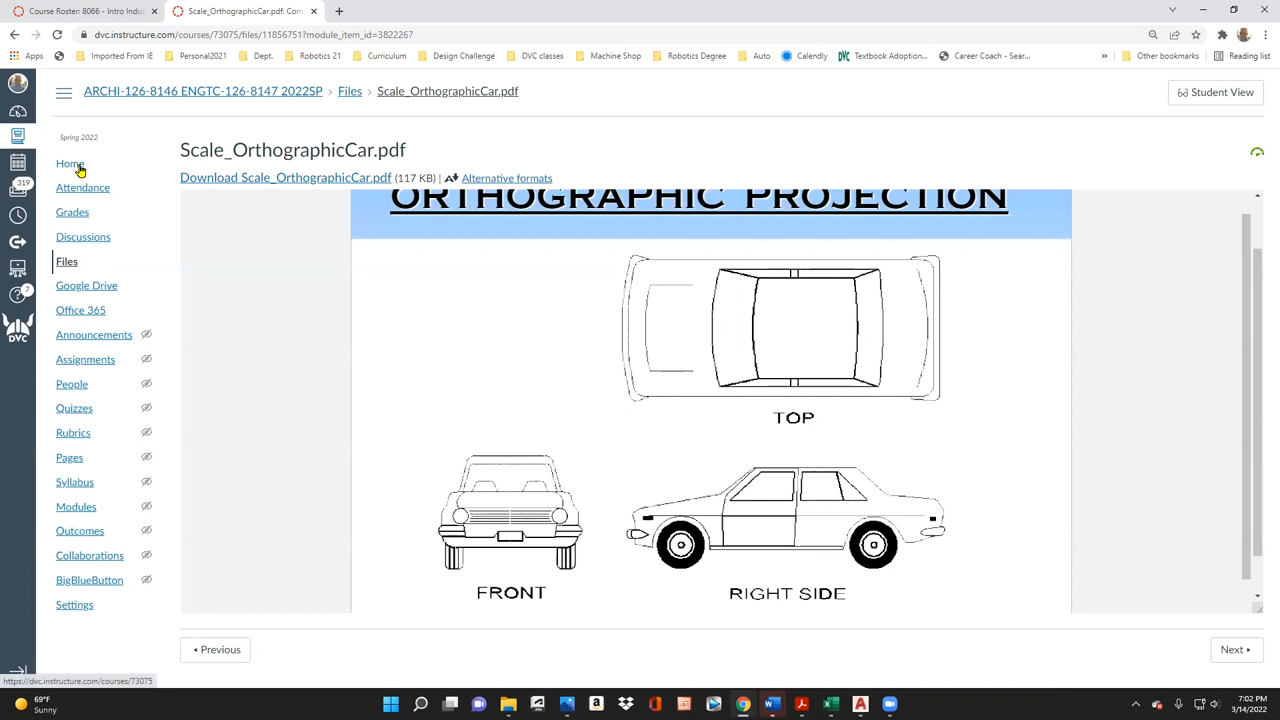 Course Roster: 8066 - Intro Indus
Scale_OrthographicCar.pdf: Com
dvc.instructure.com/courses/73075/files/11856751?module_item_id=3822267
Apps
Imported From IE
Personal2021
Dept.
Robotics 21
Curriculum
Design Challenge
DVC classes
Machine Shop
Robotics Degree
Auto
Calendly
Textbook Adoption...
Career Coach - Sear...
»
Other bookmarks
Reading list
ARCHI-126-8146 ENGTC-126-8147 2022SP › Files › Scale_OrthographicCar.pdf
Student View
Spring 2022
Home
Attendance
Grades
Discussions
Files
Google Drive
Office 365
Announcements
Assignments
People
Quizzes
Rubrics
Pages
Syllabus
Modules
Outcomes
Collaborations
BigBlueButton
Settings
319
7
DVC
Scale_OrthographicCar.pdf
Download Scale_OrthographicCar.pdf (117 KB) Alternative formats
ORTHOGRAPHIC PROJECTION
TOP
FRONT
RIGHT SIDE
Previous
Next
https://dvc.instructure.com/courses/73075
69°F
Sunny
7:02 PM
3/14/2022